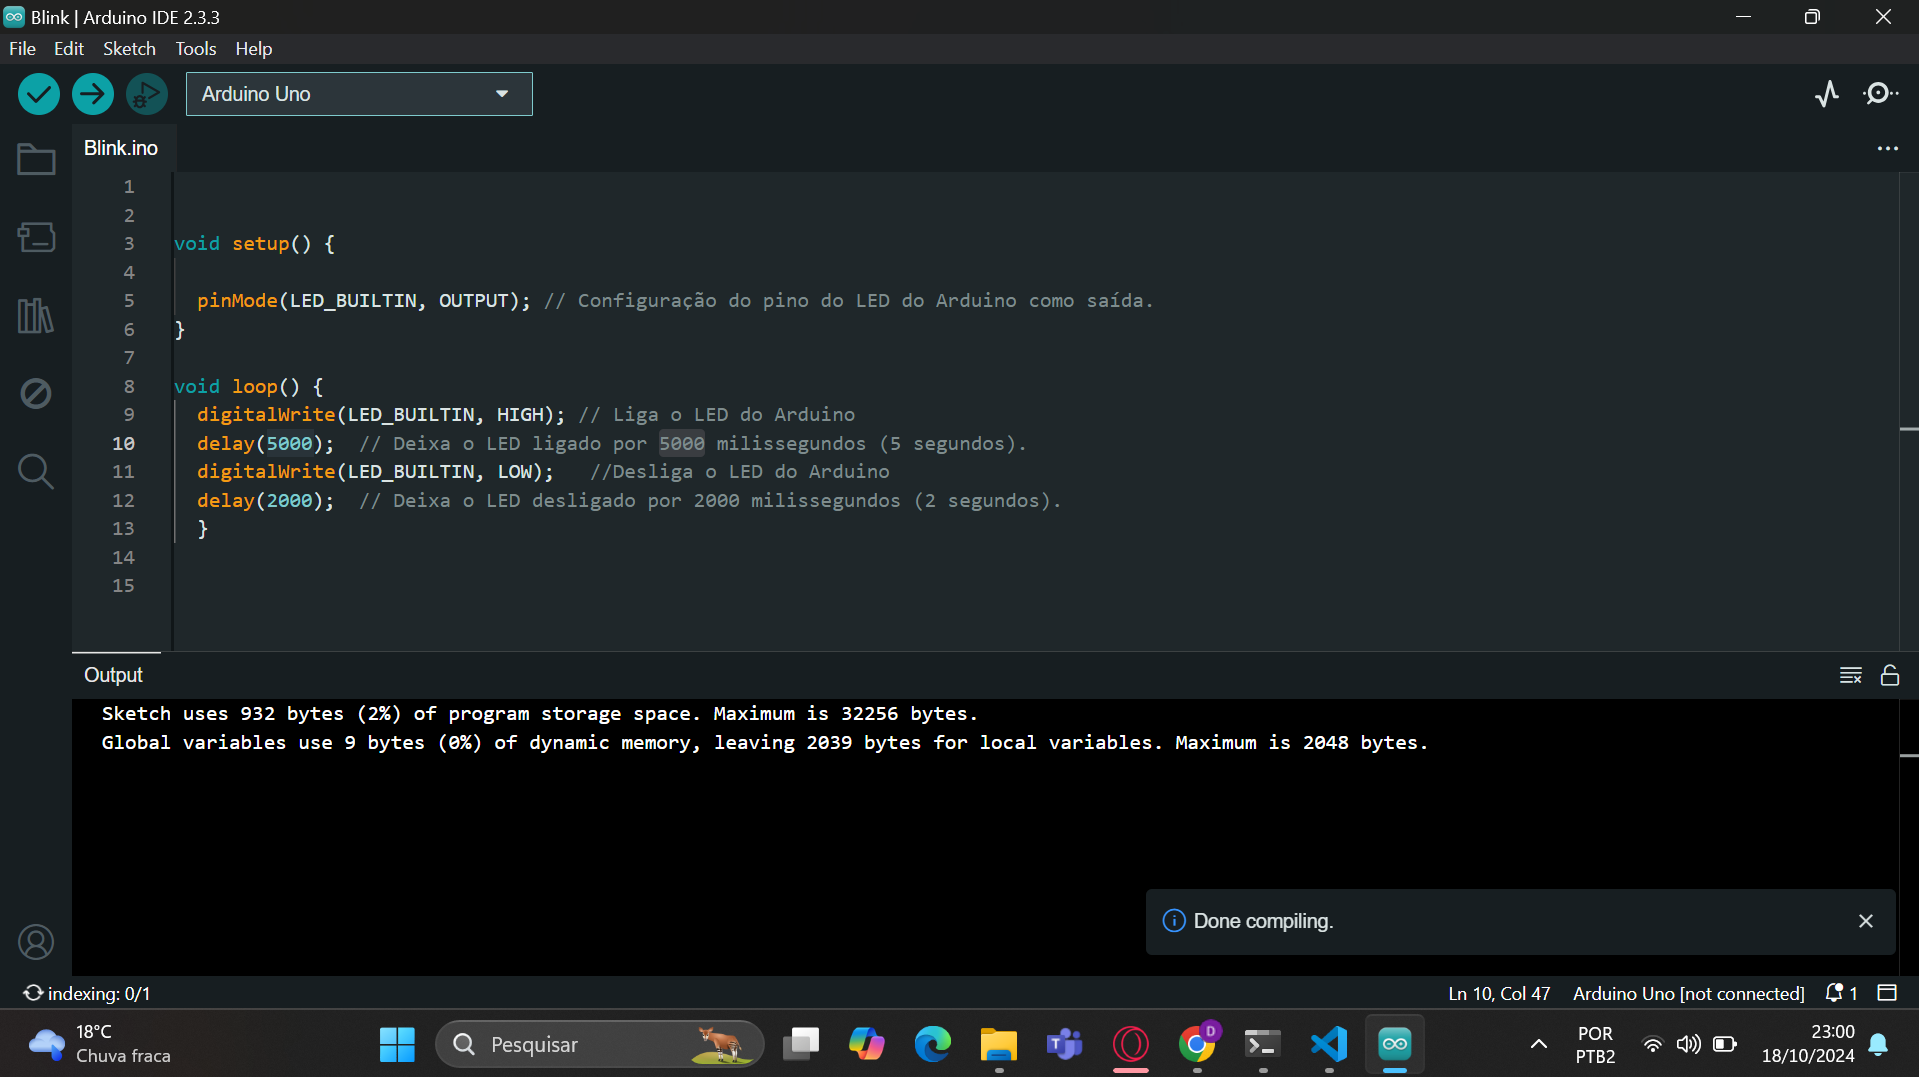 Blink | Arduino IDE 2.3.3
File Edit Sketch Tools Help
Arduino Uno
Blink.ino
1
2
3 void setup() {
4
5 pinMode(LED_BUILTIN, OUTPUT); // Configuração do pino do LED do Arduino como saída.
6 }
7
8 void loop() {
9 digitalWrite(LED_BUILTIN, HIGH); // Liga o LED do Arduino
10 delay(5000); // Deixa o LED ligado por 5000 milissegundos (5 segundos).
11 digitalWrite(LED_BUILTIN, LOW); //Desliga o LED do Arduino
12 delay(2000); // Deixa o LED desligado por 2000 milissegundos (2 segundos).
13 }
14
15
Output
Sketch uses 932 bytes (2%) of program storage space. Maximum is 32256 bytes.
Global variables use 9 bytes (0%) of dynamic memory, leaving 2039 bytes for local variables. Maximum is 2048 bytes.
Done compiling.
indexing: 0/1
Ln 10, Col 47 Arduino Uno [not connected] 1
18°C
Chuva fraca
Pesquisar
D
POR
PTB2
23:00
18/10/2024